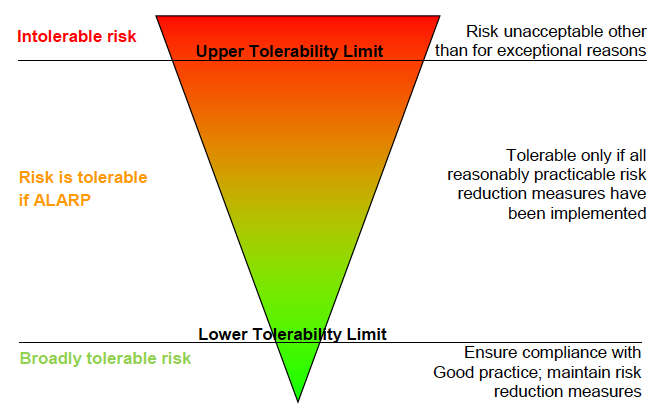 Intolerable risk
Upper Tolerability Limit
Risk unacceptable other
than for exceptional reasons
Risk is tolerable
if ALARP
Tolerable only if all
reasonably practicable risk
reduction measures have
been implemented
Lower Tolerability Limit
Broadly tolerable risk
Ensure compliance with
Good practice; maintain risk
reduction measures